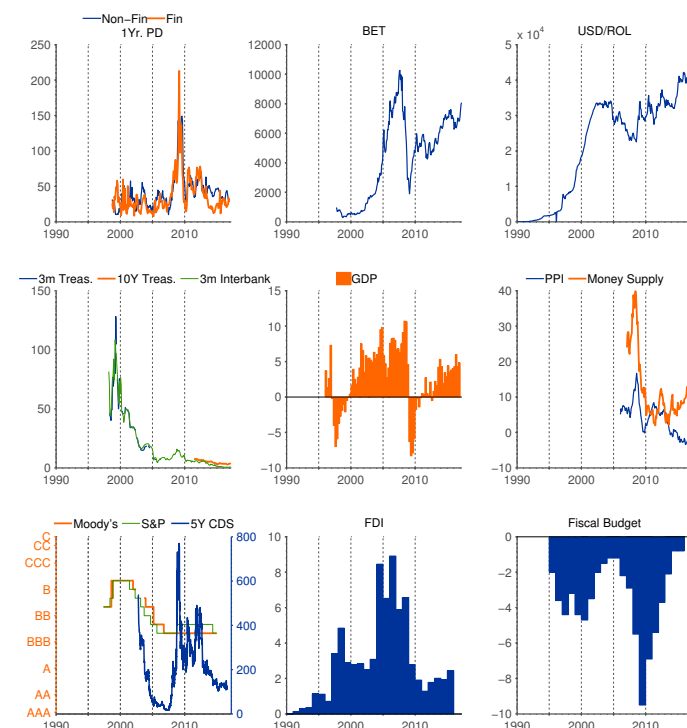 Non−Fin Fin
1Yr. PD
250
200
150
100
50
0
1990 2000 2010
BET
12000
10000
8000
6000
4000
2000
0
1990 2000 2010
USD/ROL
x 10^4
5
4
3
2
1
0
1990 2000 2010
3m Treas. 10Y Treas. 3m Interbank
150
100
50
0
1990 2000 2010
GDP
15
10
5
0
−5
−10
1990 2000 2010
PPI Money Supply
40
30
20
10
0
−10
1990 2000 2010
Moody's S&P 5Y CDS
C
CC
CCC
B
BB
BBB
A
AA
AAA
800
600
400
200
0
1990 2000 2010
FDI
10
8
6
4
2
0
1990 2000 2010
Fiscal Budget
0
−2
−4
−6
−8
−10
1990 2000 2010